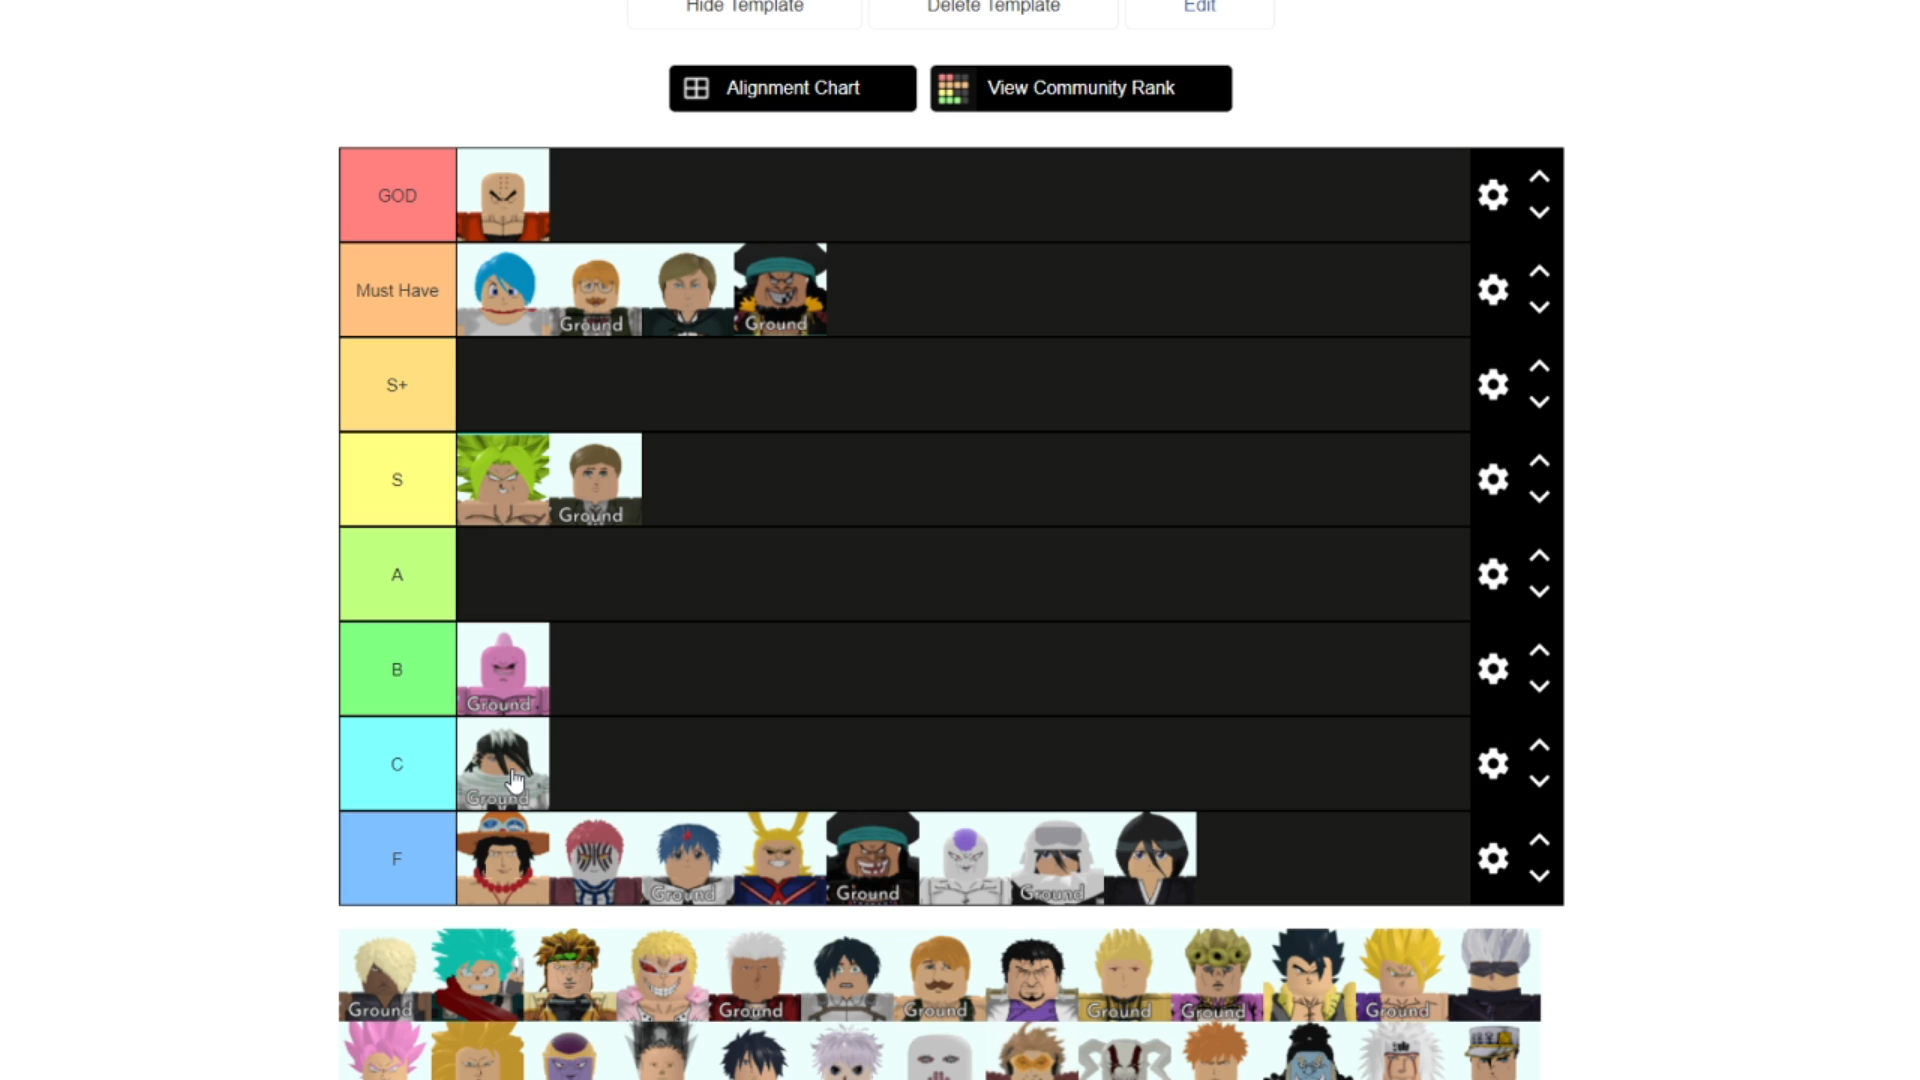 Hide Template Delete Template Edit
Alignment Chart View Community Rank
GOD
Must Have
Ground Ground
S+
S
Ground
A
B
Ground
C
Ground
F
Ground Ground Ground
Ground Ground Ground Ground Ground Ground